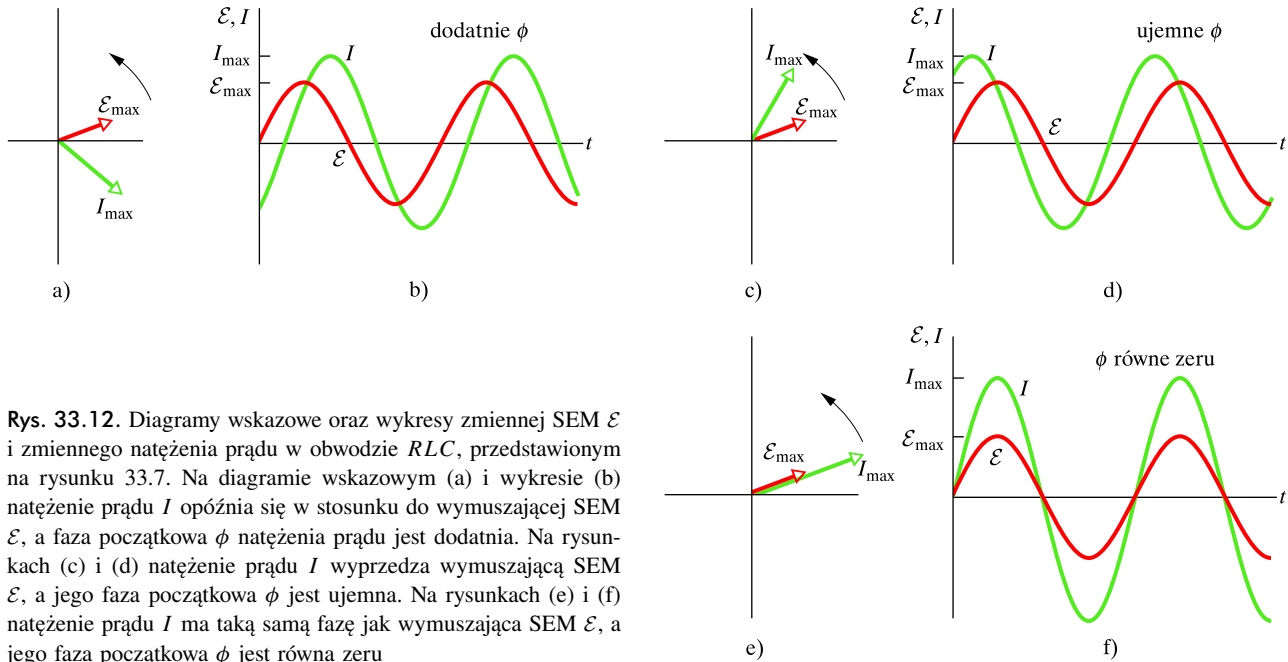 ℰ, I
dodatnie ϕ
I_max
I
ℰ_max
ℰ_max
ℰ
t
I_max
a)
b)
ℰ, I
ujemne ϕ
I_max
I_max
I
ℰ_max
ℰ_max
ℰ
t
c)
d)
ℰ, I
ϕ równe zeru
I_max
I
ℰ_max
ℰ_max
ℰ
I_max
t
e)
f)
Rys. 33.12. Diagramy wskazowe oraz wykresy zmiennej SEM ℰ
i zmiennego natężenia prądu w obwodzie RLC, przedstawionym
na rysunku 33.7. Na diagramie wskazowym (a) i wykresie (b)
natężenie prądu I opóźnia się w stosunku do wymuszającej SEM
ℰ, a faza początkowa ϕ natężenia prądu jest dodatnia. Na rysun-
kach (c) i (d) natężenie prądu I wyprzedza wymuszającą SEM
ℰ, a jego faza początkowa ϕ jest ujemna. Na rysunkach (e) i (f)
natężenie prądu I ma taką samą fazę jak wymuszająca SEM ℰ, a
jego faza początkowa ϕ jest równa zeru